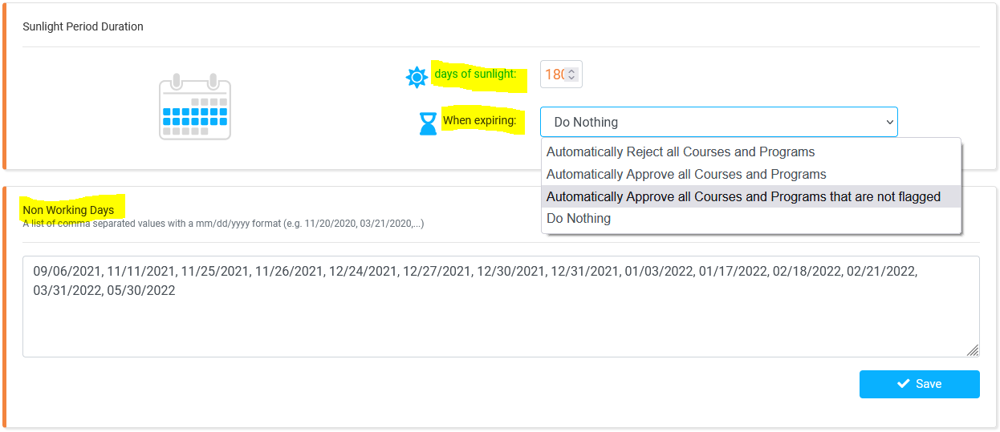 Sunlight Period Duration
days of sunlight:
180
When expiring:
Do Nothing
Automatically Reject all Courses and Programs
Automatically Approve all Courses and Programs
Automatically Approve all Courses and Programs that are not flagged
Do Nothing
Non Working Days
A list of comma separated values with a mm/dd/yyyy format (e.g. 11/20/2020, 03/21/2020,...)
09/06/2021, 11/11/2021, 11/25/2021, 11/26/2021, 12/24/2021, 12/27/2021, 12/30/2021, 12/31/2021, 01/03/2022, 01/17/2022, 02/18/2022, 02/21/2022,
03/31/2022, 05/30/2022
Save